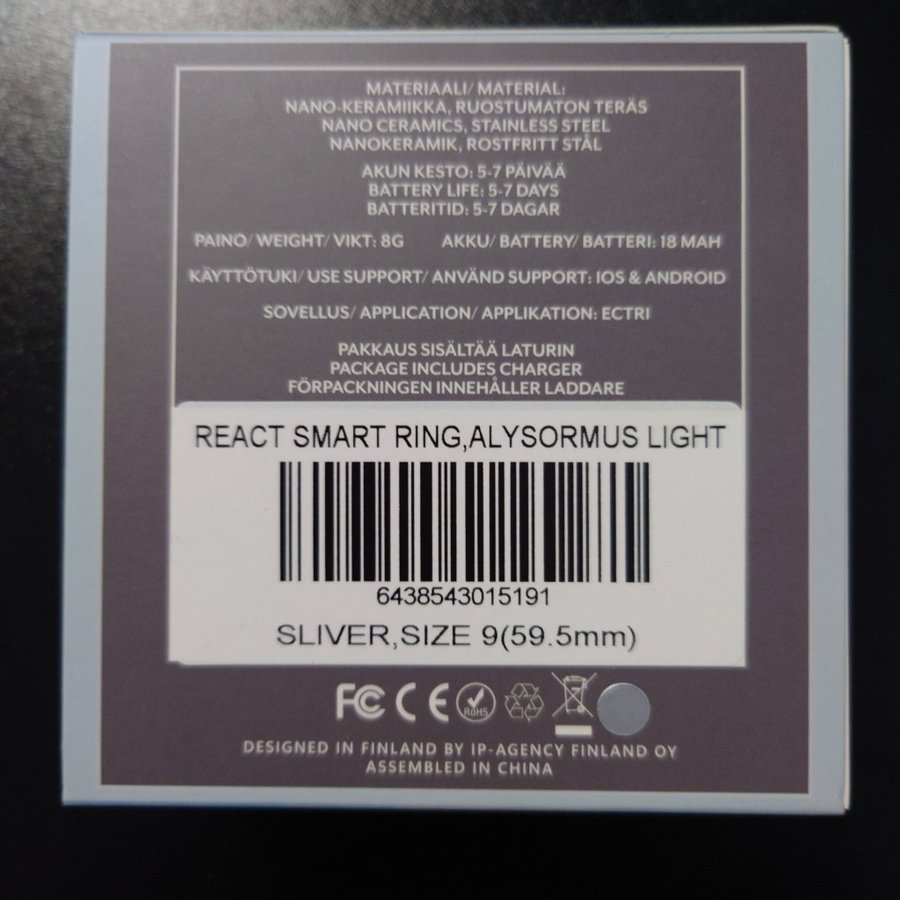 MATERIAALI/ MATERIAL:
NANO-KERAMIIKKA, RUOSTUMATON TERÄS
NANO CERAMICS, STAINLESS STEEL
NANOKERAMIK, ROSTFRITT STÅL
AKUN KESTO: 5-7 PÄIVÄÄ
BATTERY LIFE: 5-7 DAYS
BATTERITID: 5-7 DAGAR
PAINO/ WEIGHT/ VIKT: 8G AKKU/ BATTERY/ BATTERI: 18 MAH
KÄYTTÖTUKI/ USE SUPPORT/ ANVÄND SUPPORT: IOS & ANDROID
SOVELLUS/ APPLICATION/ APPLIKATION: ECTRI
PAKKAUS SISÄLTÄÄ LATURIN
PACKAGE INCLUDES CHARGER
FÖRPACKNINGEN INNEHÅLLER LADDARE
REACT SMART RING,ALYSORMUS LIGHT
6438543015191
SLIVER,SIZE 9(59.5mm)
FC CE RoHS
DESIGNED IN FINLAND BY IP-AGENCY FINLAND OY
ASSEMBLED IN CHINA